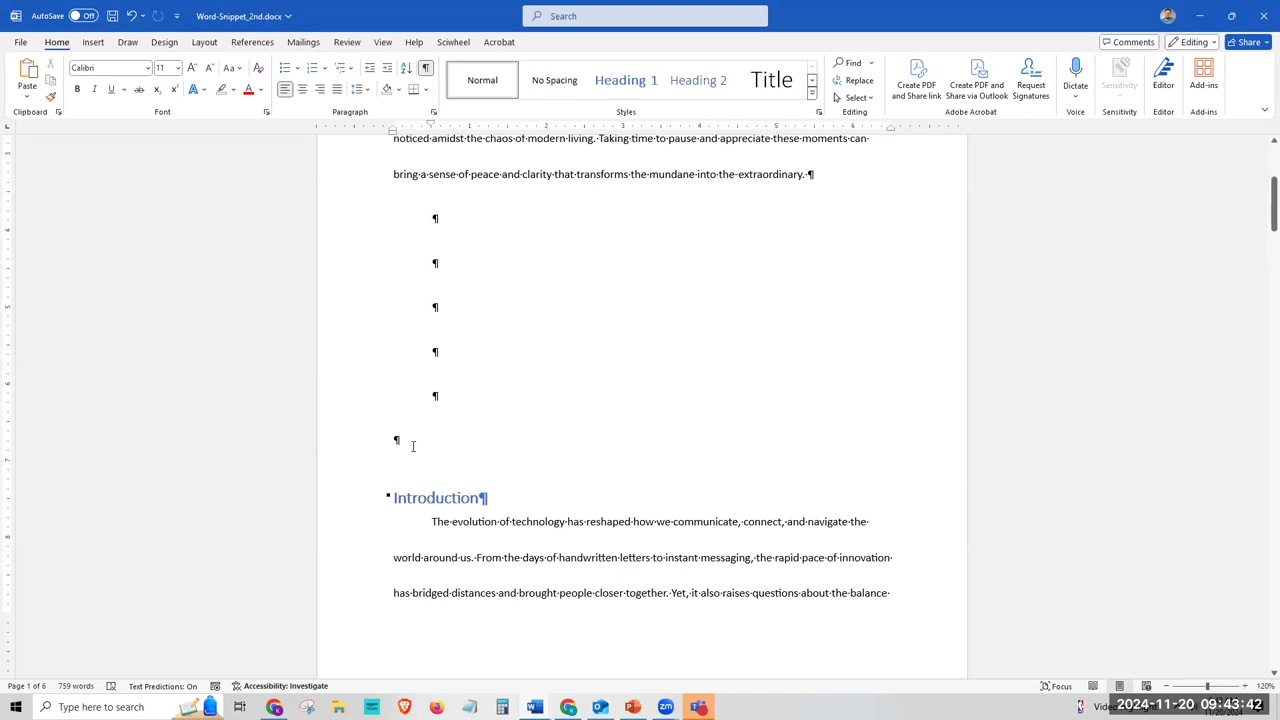 AutoSave Off Word-Snippet_2nd.docx Search
File Home Insert Draw Design Layout References Mailings Review View Help Sciwheel Acrobat Comments Editing Share
Paste Calibri 11 Aa Normal No Spacing Heading 1 Heading 2 Title Find Replace Select Create PDF and Share link Create PDF and Share via Outlook Request Signatures Dictate Sensitivity Editor Add-ins
Clipboard Font Paragraph Styles Editing Adobe Acrobat Voice Sensitivity Editor Add-ins
noticed·amidst·the·chaos·of·modern·living.·Taking·time·to·pause·and·appreciate·these·moments·can·
bring·a·sense·of·peace·and·clarity·that·transforms·the·mundane·into·the·extraordinary.·¶
¶
¶
¶
¶
¶
¶
Introduction¶
The·evolution·of·technology·has·reshaped·how·we·communicate,·connect,·and·navigate·the·
world·around·us.·From·the·days·of·handwritten·letters·to·instant·messaging,·the·rapid·pace·of·innovation·
has·bridged·distances·and·brought·people·closer·together.·Yet,·it·also·raises·questions·about·the·balance·
Page 1 of 6 759 words Text Predictions: On Accessibility: Investigate Focus 120%
Type here to search 2024-11-20 09:43:42